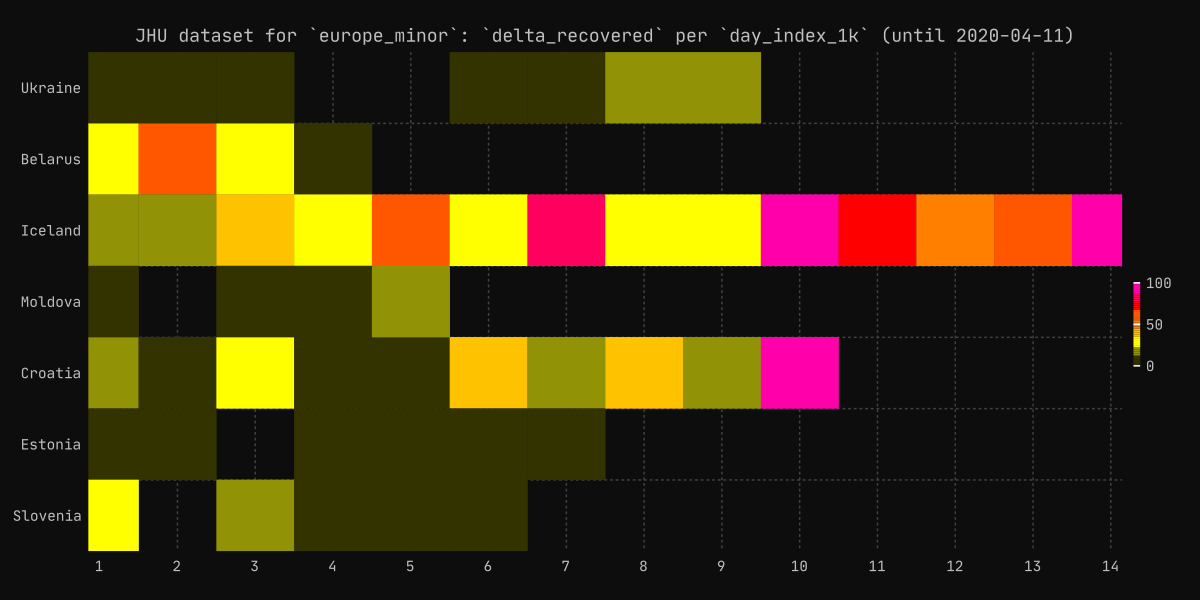 JHU dataset for `europe_minor`: `delta_recovered` per `day_index_1k` (until 2020-04-11)
Ukraine
Belarus
Iceland
Moldova
Croatia
Estonia
Slovenia
100
50
0
1 2 3 4 5 6 7 8 9 10 11 12 13 14